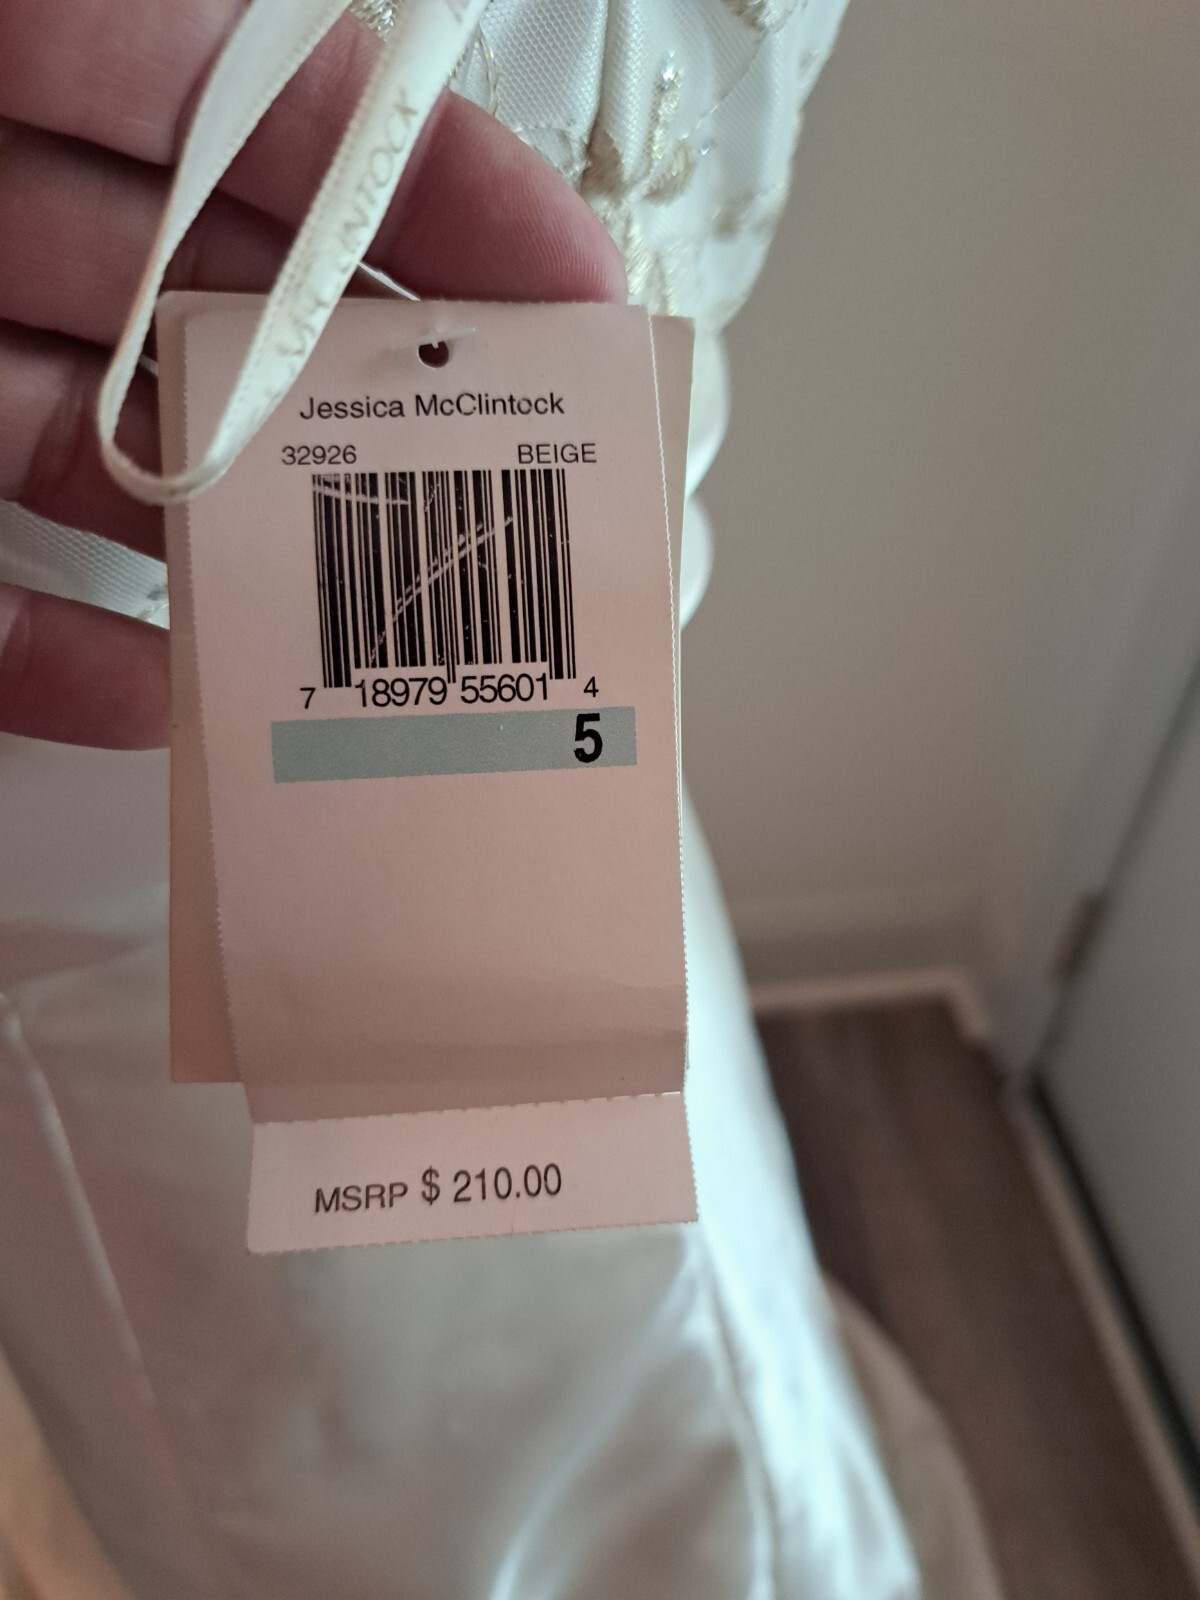 Jessica McClintock
32926 BEIGE
7 18979 55601 4
5
MSRP $ 210.00